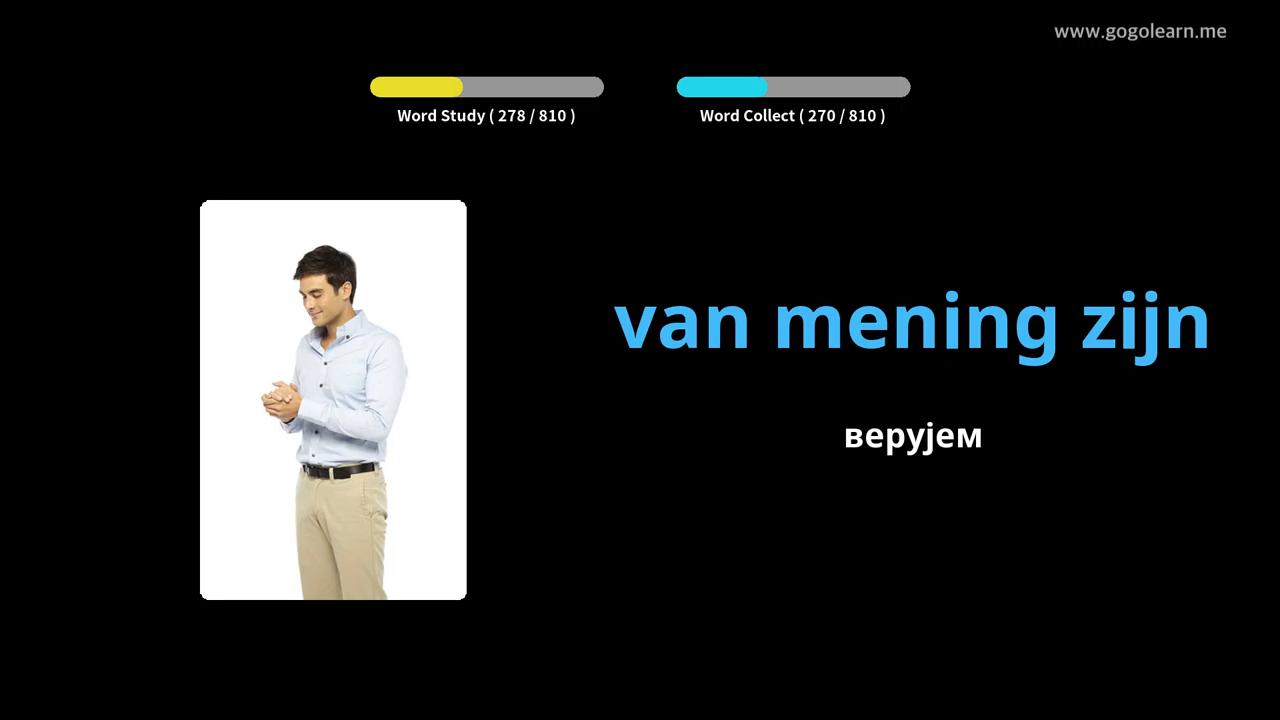 www.gogolearn.me
Word Study ( 278 / 810 )
Word Collect ( 270 / 810 )
van mening zijn
верујем